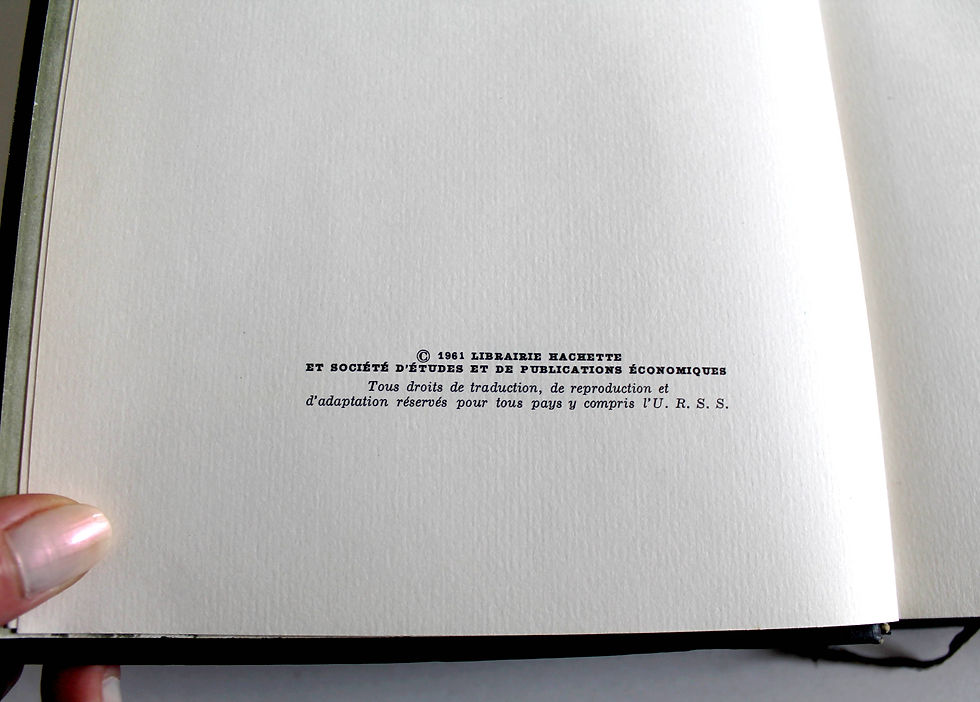 © 1961 LIBRAIRIE HACHETTE
ET SOCIÉTÉ D'ÉTUDES ET DE PUBLICATIONS ÉCONOMIQUES
Tous droits de traduction, de reproduction et
d'adaptation réservés pour tous pays y compris l'U. R. S. S.